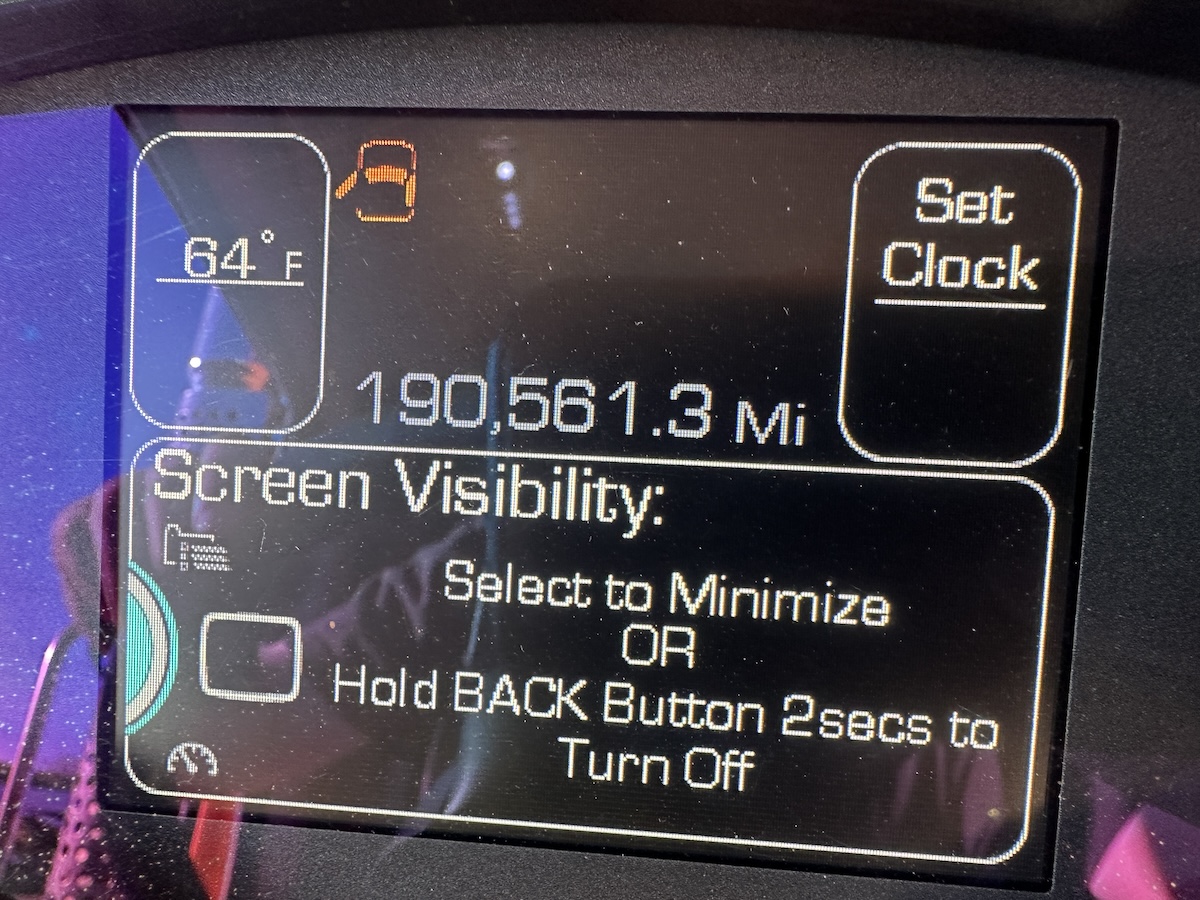 64°F
Set
Clock
190,561.3 Mi
Screen Visibility:
Select to Minimize
OR
Hold BACK Button 2secs to
Turn Off